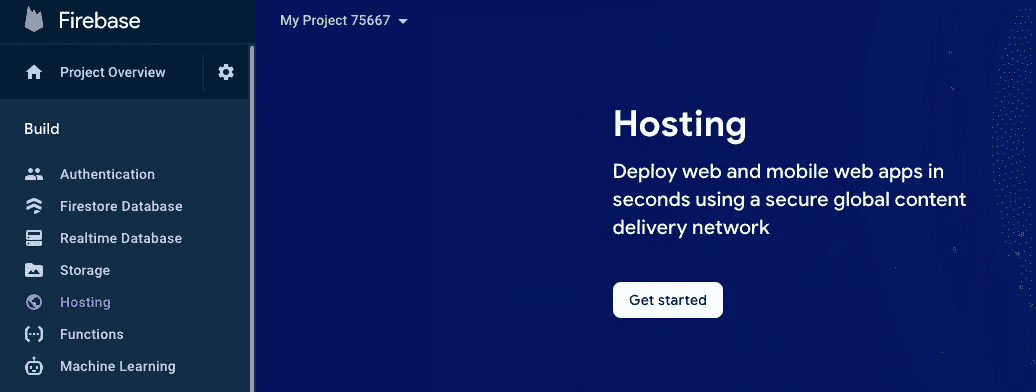 Firebase
My Project 75667
Project Overview
Build
Authentication
Firestore Database
Realtime Database
Storage
Hosting
Functions
Machine Learning
Hosting
Deploy web and mobile web apps in
seconds using a secure global content
delivery network
Get started